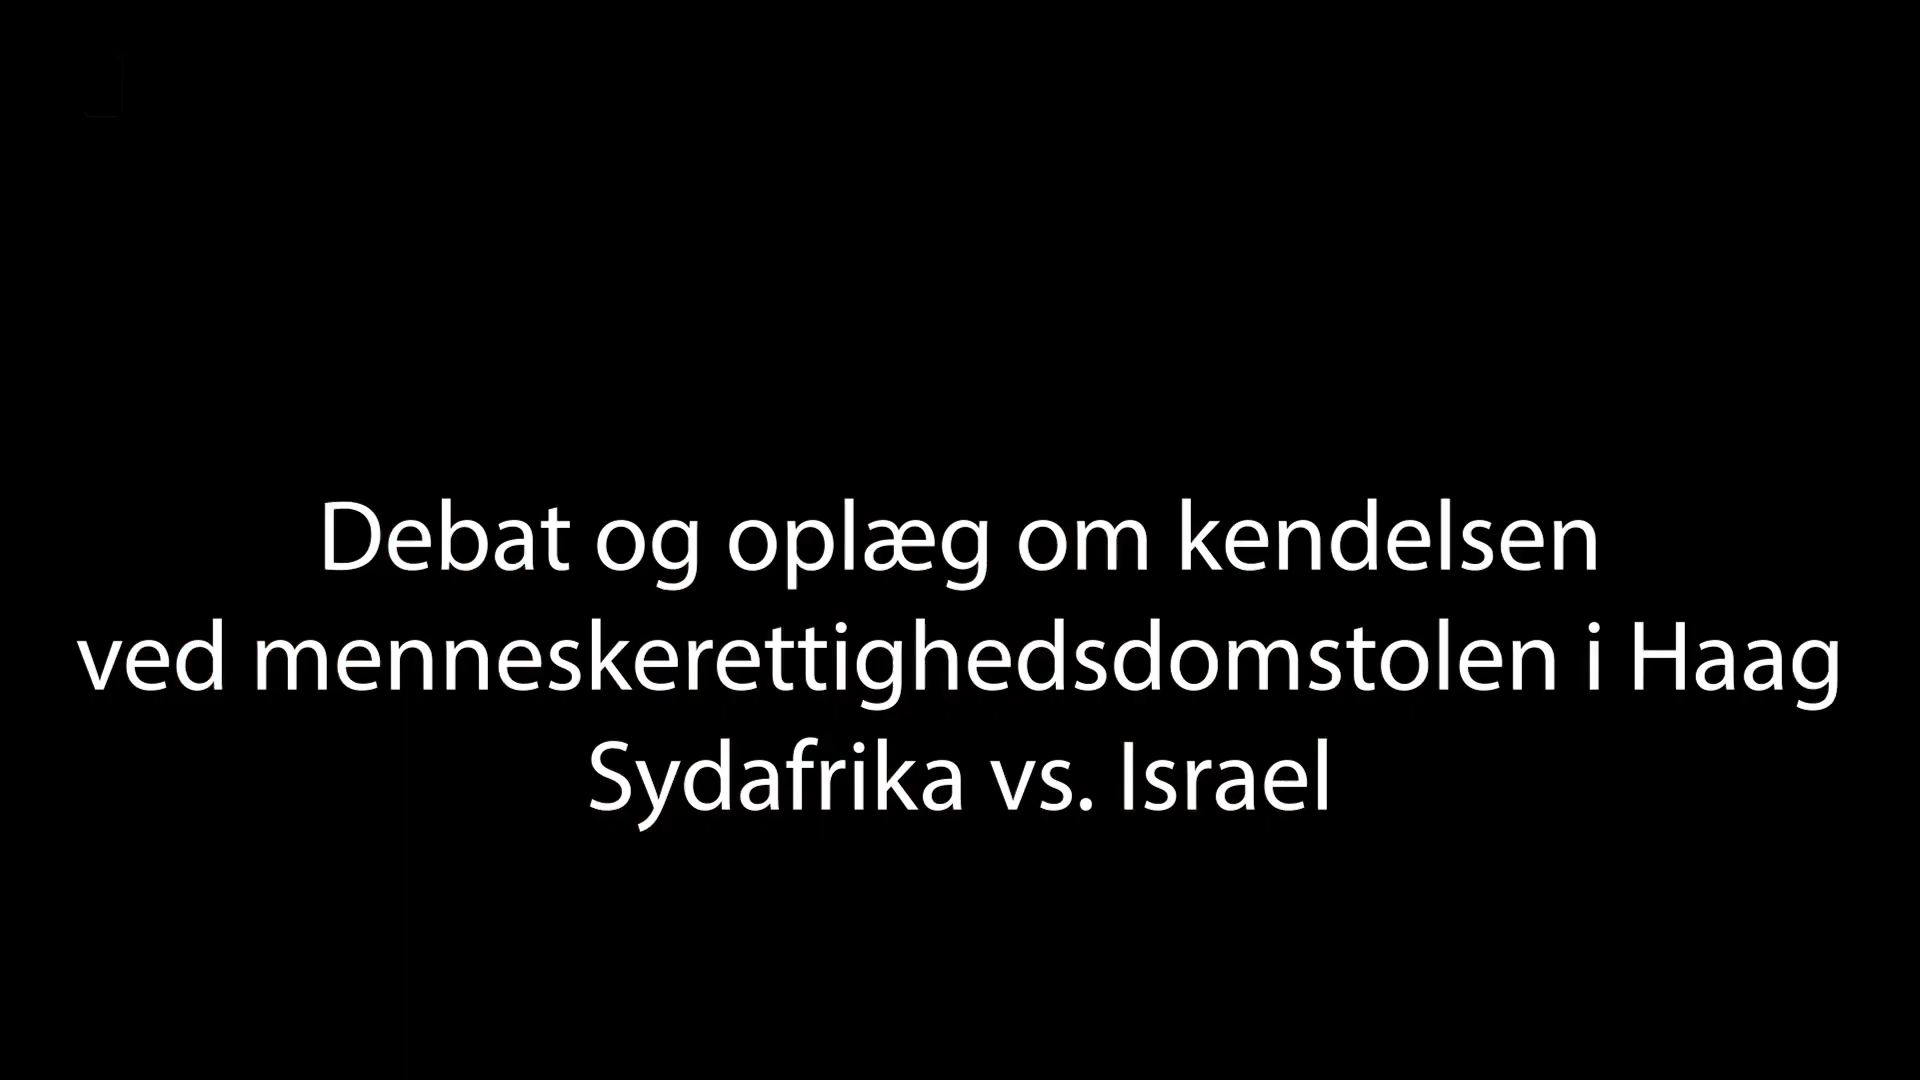 Debat og oplæg om kendelsen
ved menneskerettighedsdomstolen i Haag
Sydafrika vs. Israel